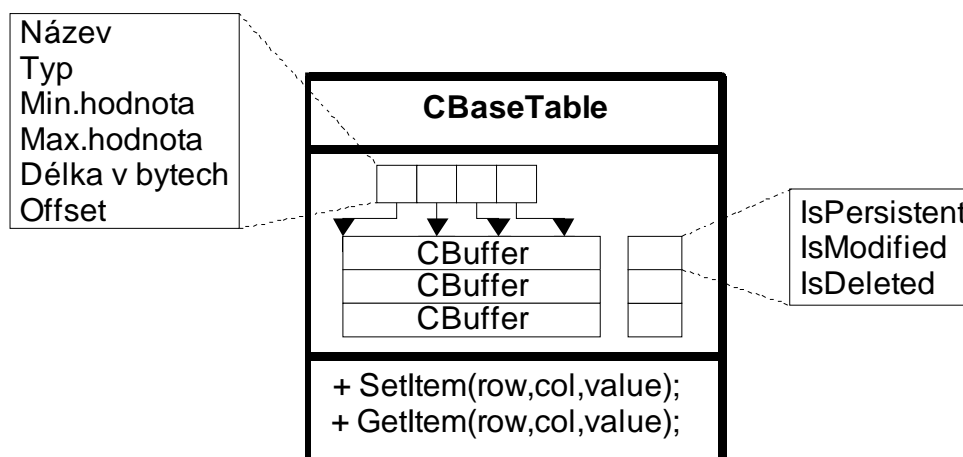 Název
Typ
Min.hodnota
Max.hodnota
Délka v bytech
Offset
CBaseTable
CBuffer
CBuffer
CBuffer
IsPersistent
IsModified
IsDeleted
+ SetItem(row,col,value);
+ GetItem(row,col,value);